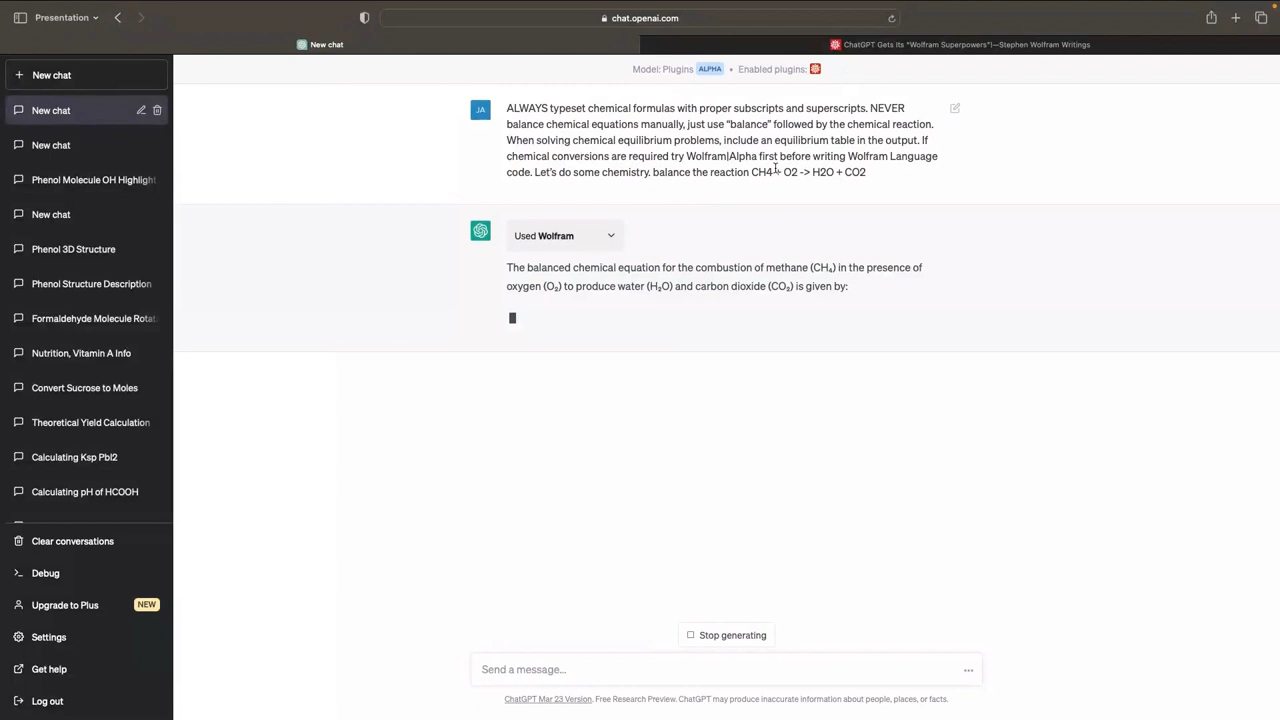 Presentation
chat.openai.com
New chat
ChatGPT Gets Its “Wolfram Superpowers”!—Stephen Wolfram Writings
New chat
New chat
New chat
Phenol Molecule OH Highlight
New chat
Phenol 3D Structure
Phenol Structure Description
Formaldehyde Molecule Rotat
Nutrition, Vitamin A Info
Convert Sucrose to Moles
Theoretical Yield Calculation
Calculating Ksp PbI2
Calculating pH of HCOOH
Clear conversations
Debug
Upgrade to Plus NEW
Settings
Get help
Log out
Model: Plugins ALPHA • Enabled plugins:
JA
ALWAYS typeset chemical formulas with proper subscripts and superscripts. NEVER
balance chemical equations manually, just use “balance” followed by the chemical reaction.
When solving chemical equilibrium problems, include an equilibrium table in the output. If
chemical conversions are required try Wolfram|Alpha first before writing Wolfram Language
code. Let’s do some chemistry. balance the reaction CH4 + O2 -> H2O + CO2
Used Wolfram
The balanced chemical equation for the combustion of methane (CH₄) in the presence of
oxygen (O₂) to produce water (H₂O) and carbon dioxide (CO₂) is given by:
Stop generating
Send a message...
ChatGPT Mar 23 Version. Free Research Preview. ChatGPT may produce inaccurate information about people, places, or facts.